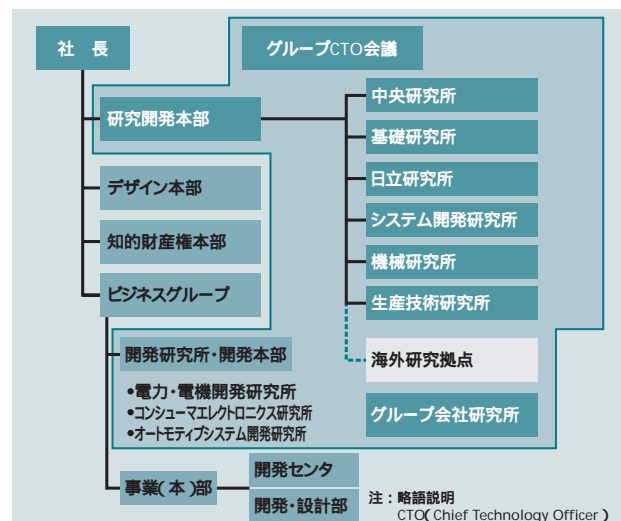 社 長
グループCTO会議
研究開発本部
中央研究所
基礎研究所
日立研究所
システム開発研究所
機械研究所
生産技術研究所
海外研究拠点
グループ会社研究所
デザイン本部
知的財産権本部
ビジネスグループ
開発研究所・開発本部
•電力・電機開発研究所
•コンシューマエレクトロニクス研究所
•オートモティブシステム開発研究所
事業(本)部
開発センタ
開発・設計部
注：略語説明
CTO(Chief Technology Officer)